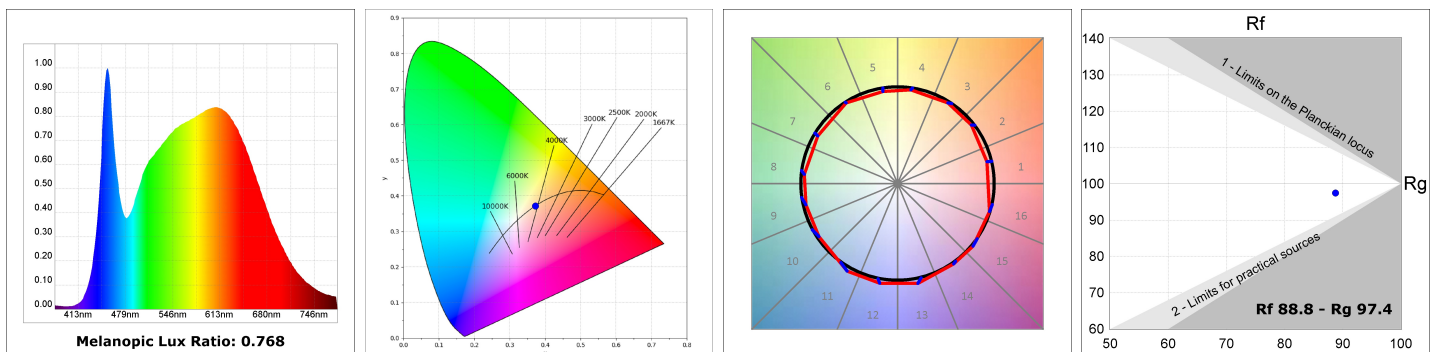 1.00
0.90
0.80
0.70
0.60
0.50
0.40
0.30
0.20
0.10
0.00
413nm 479nm 546nm 613nm 680nm 746nm
Melanopic Lux Ratio: 0.768
0.9
0.8
0.7
0.6
0.5
0.4
0.3
0.2
0.1
0.0
y
0.0 0.1 0.2 0.3 0.4 0.5 0.6 0.7 0.8
10000K
6000K
4000K
3000K
2500K
2000K
1667K
1
2
3
4
5
6
7
8
9
10
11
12
13
14
15
16
Rf
140
130
120
110
100
90
80
70
60
1 - Limits on the Planckian locus
Rg
2 - Limits for practical sources
Rf 88.8 - Rg 97.4
50 60 70 80 90 100